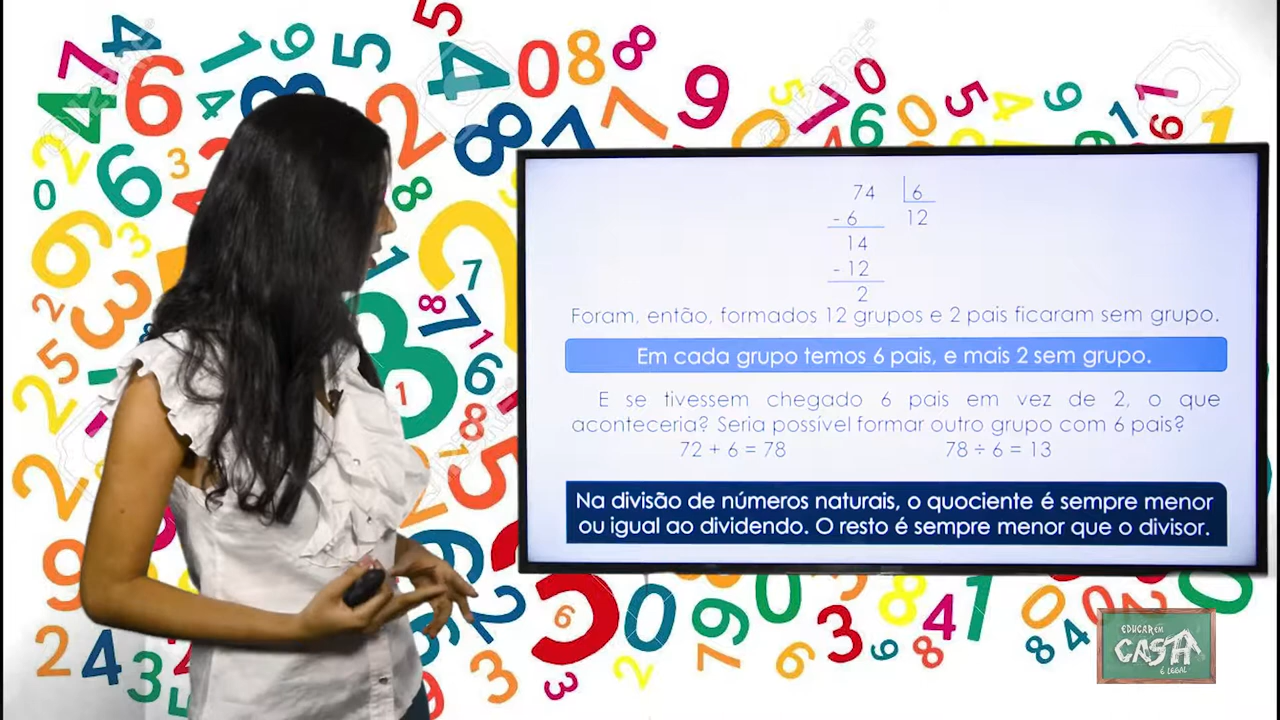 74 6
- 6 12
14
- 12
2
Foram, então, formados 12 grupos e 2 pais ficaram sem grupo.
Em cada grupo temos 6 pais, e mais 2 sem grupo.
E se tivessem chegado 6 pais em vez de 2, o que
aconteceria? Seria possível formar outro grupo com 6 pais?
72 + 6 = 78 78 ÷ 6 = 13
Na divisão de números naturais, o quociente é sempre menor
ou igual ao dividendo. O resto é sempre menor que o divisor.
EDUCAR EM
CASA
É LEGAL